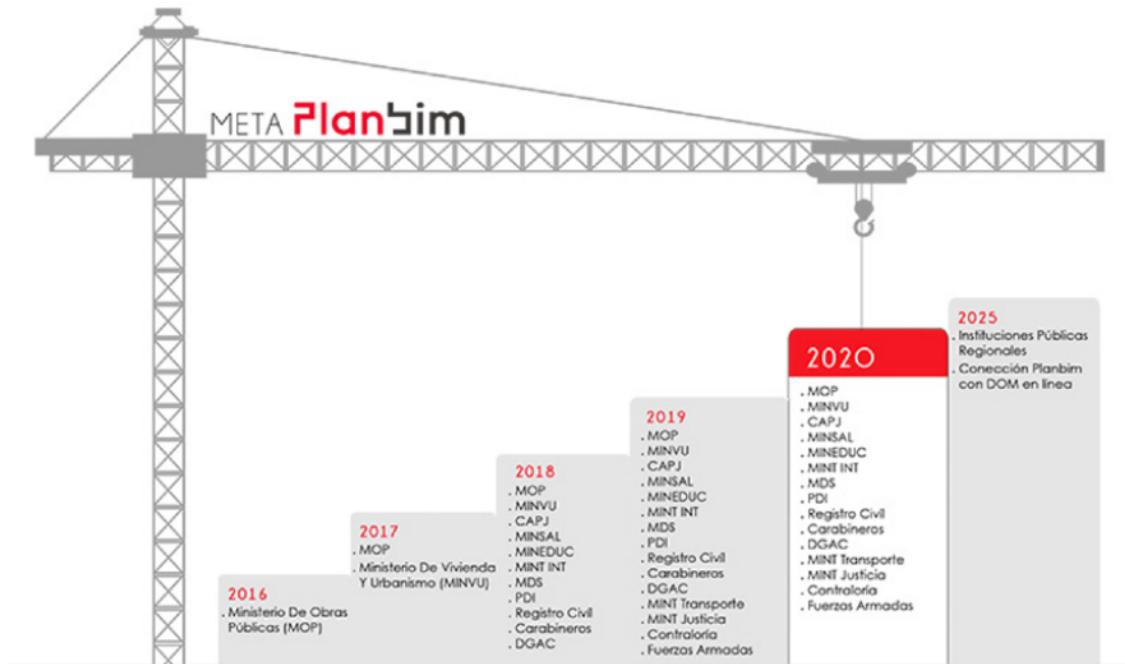 META Planbim
2016
. Ministerio De Obras
Públicas (MOP)
2017
. MOP
. Ministerio De Vivienda
Y Urbanismo (MINVU)
2018
. MOP
. MINVU
. CAPJ
. MINSAL
. MINEDUC
. MINT INT
. MDS
. PDI
. Registro Civil
. Carabineros
. DGAC
2019
. MOP
. MINVU
. CAPJ
. MINSAL
. MINEDUC
. MINT INT
. MDS
. PDI
. Registro Civil
. Carabineros
. DGAC
. MINT Transporte
. MINT Justicia
. Contraloría
. Fuerzas Armadas
2020
. MOP
. MINVU
. CAPJ
. MINSAL
. MINEDUC
. MINT INT
. MDS
. PDI
. Registro Civil
. Carabineros
. DGAC
. MINT Transporte
. MINT Justicia
. Contraloría
. Fuerzas Armadas
2025
. Instituciones Públicas
Regionales
. Conección Planbim
con DOM en línea